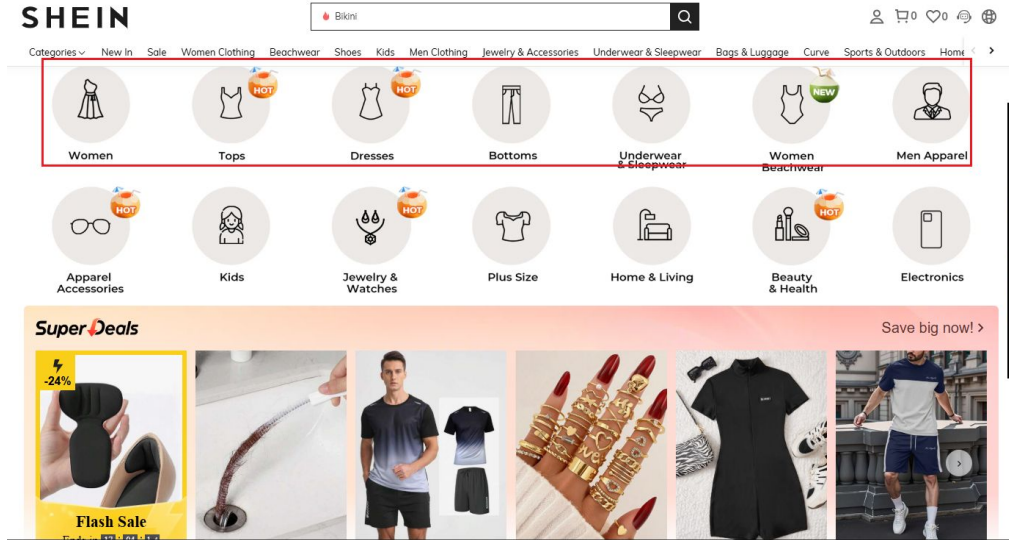 SHEIN
Bikini
0 0
Categories New In Sale Women Clothing Beachwear Shoes Kids Men Clothing Jewelry & Accessories Underwear & Sleepwear Bags & Luggage Curve Sports & Outdoors Home
HOT HOT NEW
Women Tops Dresses Bottoms Underwear & Sleepwear Women Beachwear Men Apparel
HOT HOT HOT
Apparel Accessories Kids Jewelry & Watches Plus Size Home & Living Beauty & Health Electronics
SuperDeals Save big now! >
-24%
Flash Sale
Ends in